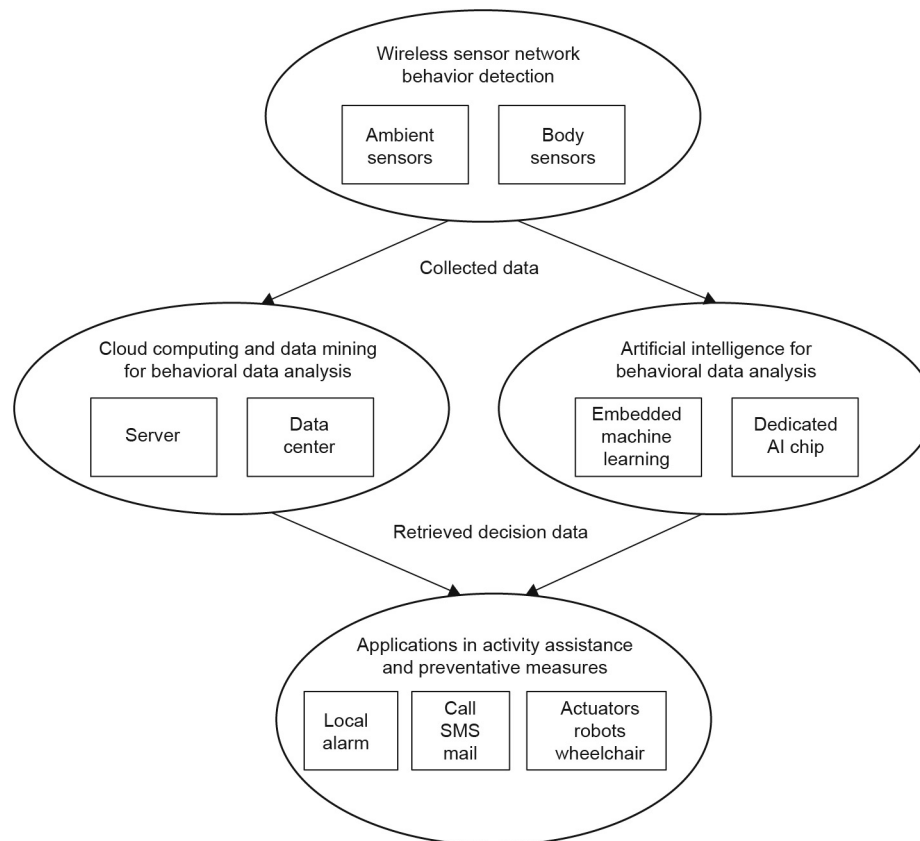 Wireless sensor network
behavior detection
Ambient
sensors
Body
sensors
Collected data
Cloud computing and data mining
for behavioral data analysis
Server
Data
center
Artificial intelligence for
behavioral data analysis
Embedded
machine
learning
Dedicated
AI chip
Retrieved decision data
Applications in activity assistance
and preventative measures
Local
alarm
Call
SMS
mail
Actuators
robots
wheelchair